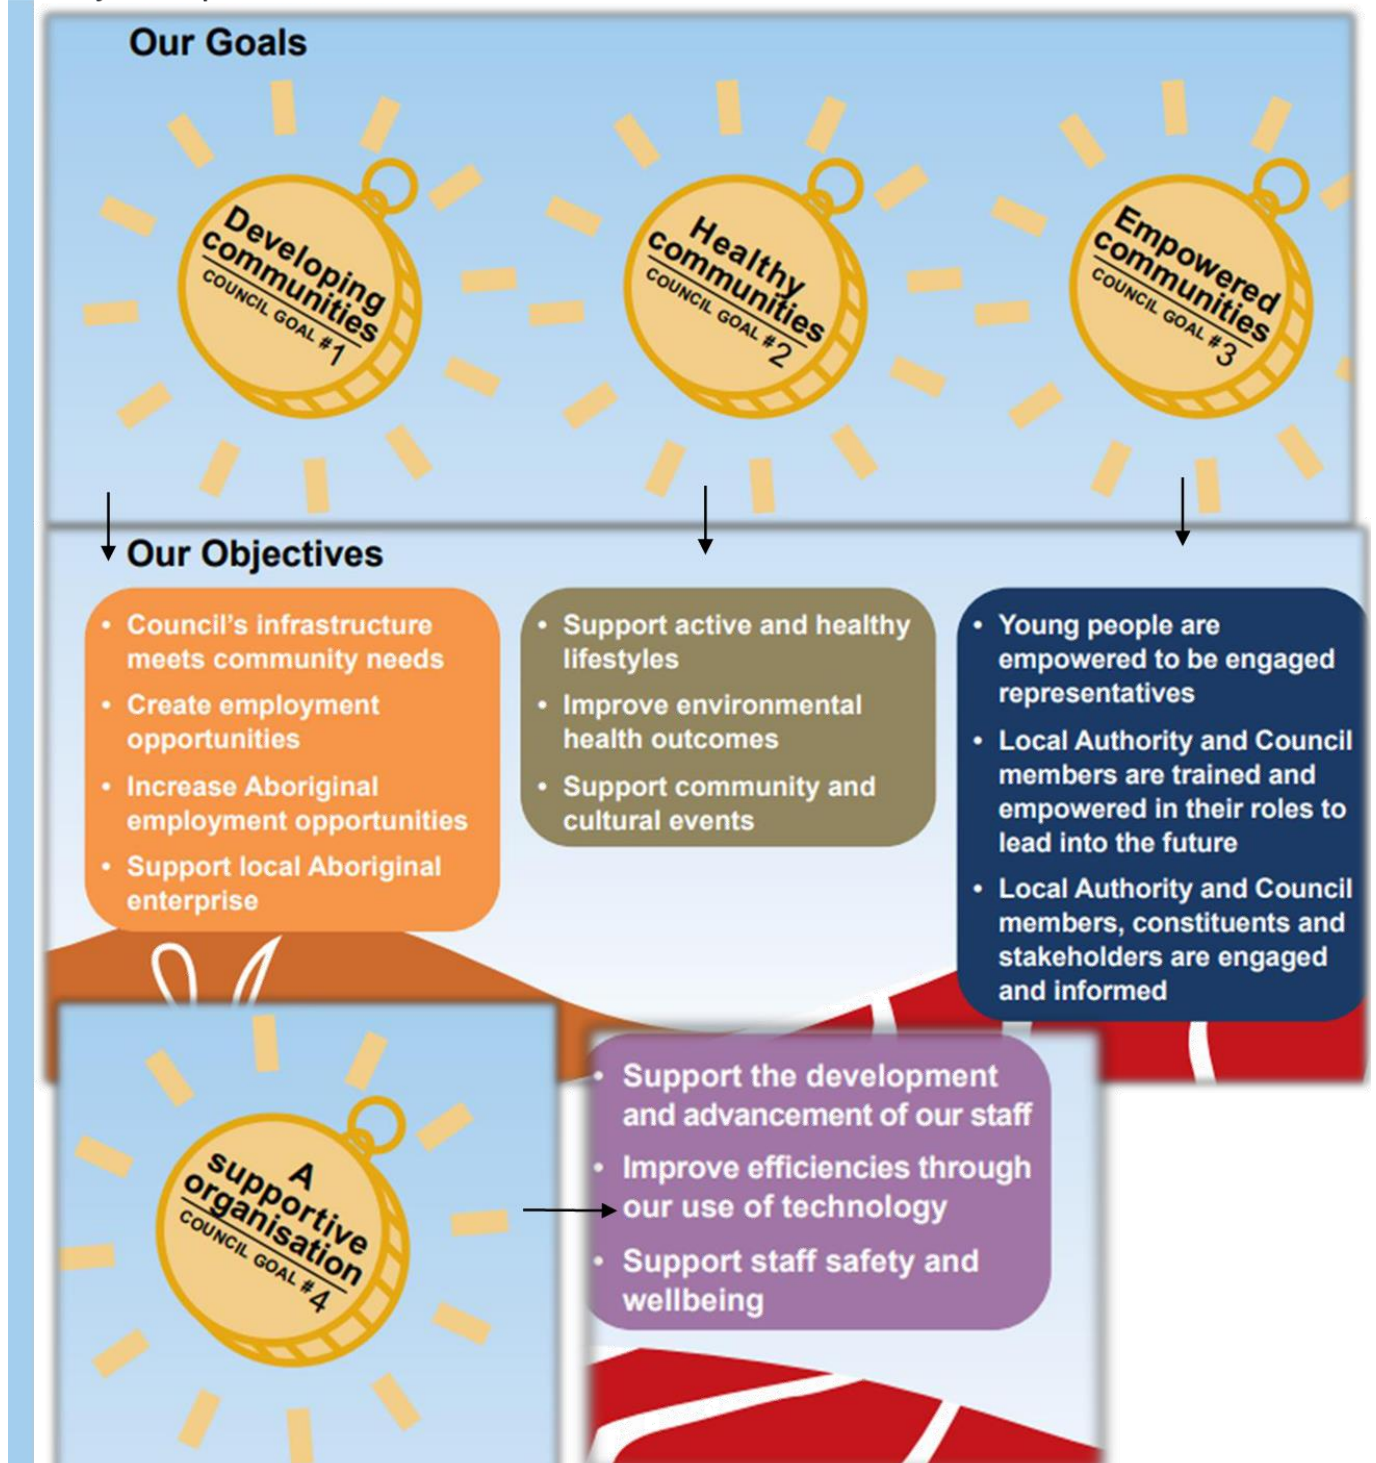 Our Goals
Developing
communities
COUNCIL GOAL #1
Healthy
communities
COUNCIL GOAL #2
Empowered
communities
COUNCIL GOAL #3
Our Objectives
• Council's infrastructure
meets community needs
• Create employment
opportunities
• Increase Aboriginal
employment opportunities
• Support local Aboriginal
enterprise
• Support active and healthy
lifestyles
• Improve environmental
health outcomes
• Support community and
cultural events
• Young people are
empowered to be engaged
representatives
• Local Authority and Council
members are trained and
empowered in their roles to
lead into the future
• Local Authority and Council
members, constituents and
stakeholders are engaged
and informed
A
supportive
organisation
COUNCIL GOAL #4
• Support the development
and advancement of our staff
• Improve efficiencies through
our use of technology
• Support staff safety and
wellbeing